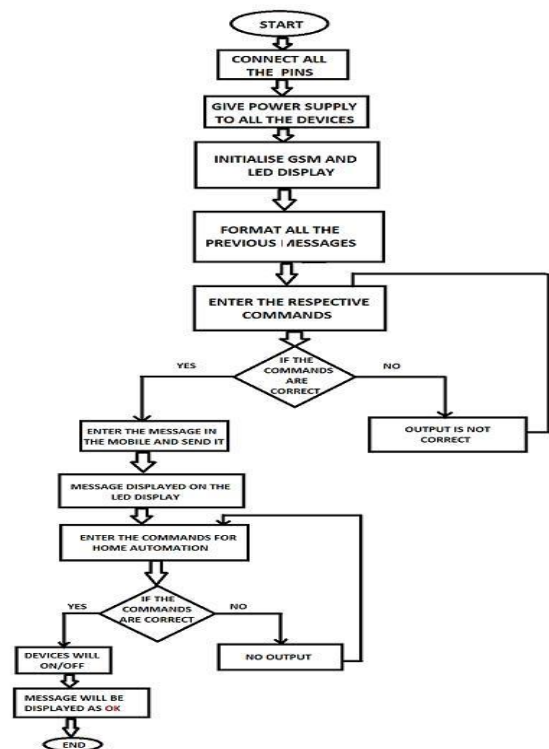 START
CONNECT ALL
THE PINS
GIVE POWER SUPPLY
TO ALL THE DEVICES
INITIALISE GSM AND
LED DISPLAY
FORMAT ALL THE
PREVIOUS MESSAGES
ENTER THE RESPECTIVE
COMMANDS
IF THE
COMMANDS
ARE
CORRECT
YES
NO
ENTER THE MESSAGE IN
THE MOBILE AND SEND IT
OUTPUT IS NOT
CORRECT
MESSAGE DISPLAYED ON THE
LED DISPLAY
ENTER THE COMMANDS FOR
HOME AUTOMATION
IF THE
COMMANDS
ARE CORRECT
YES
NO
DEVICES WILL
ON/OFF
NO OUTPUT
MESSAGE WILL BE
DISPLAYED AS OK
END